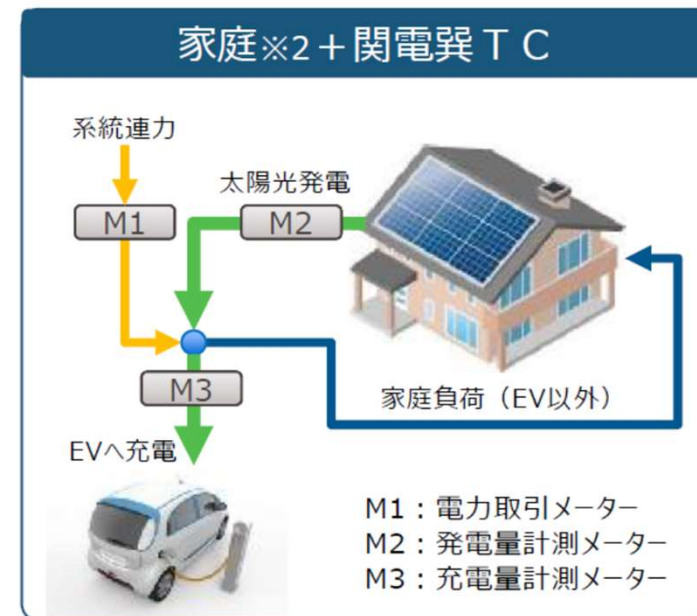 家庭※2＋関電巽ＴＣ
系統連力
太陽光発電
M1
M2
M3
家庭負荷（EV以外）
EVへ充電
M1：電力取引メーター
M2：発電量計測メーター
M3：充電量計測メーター